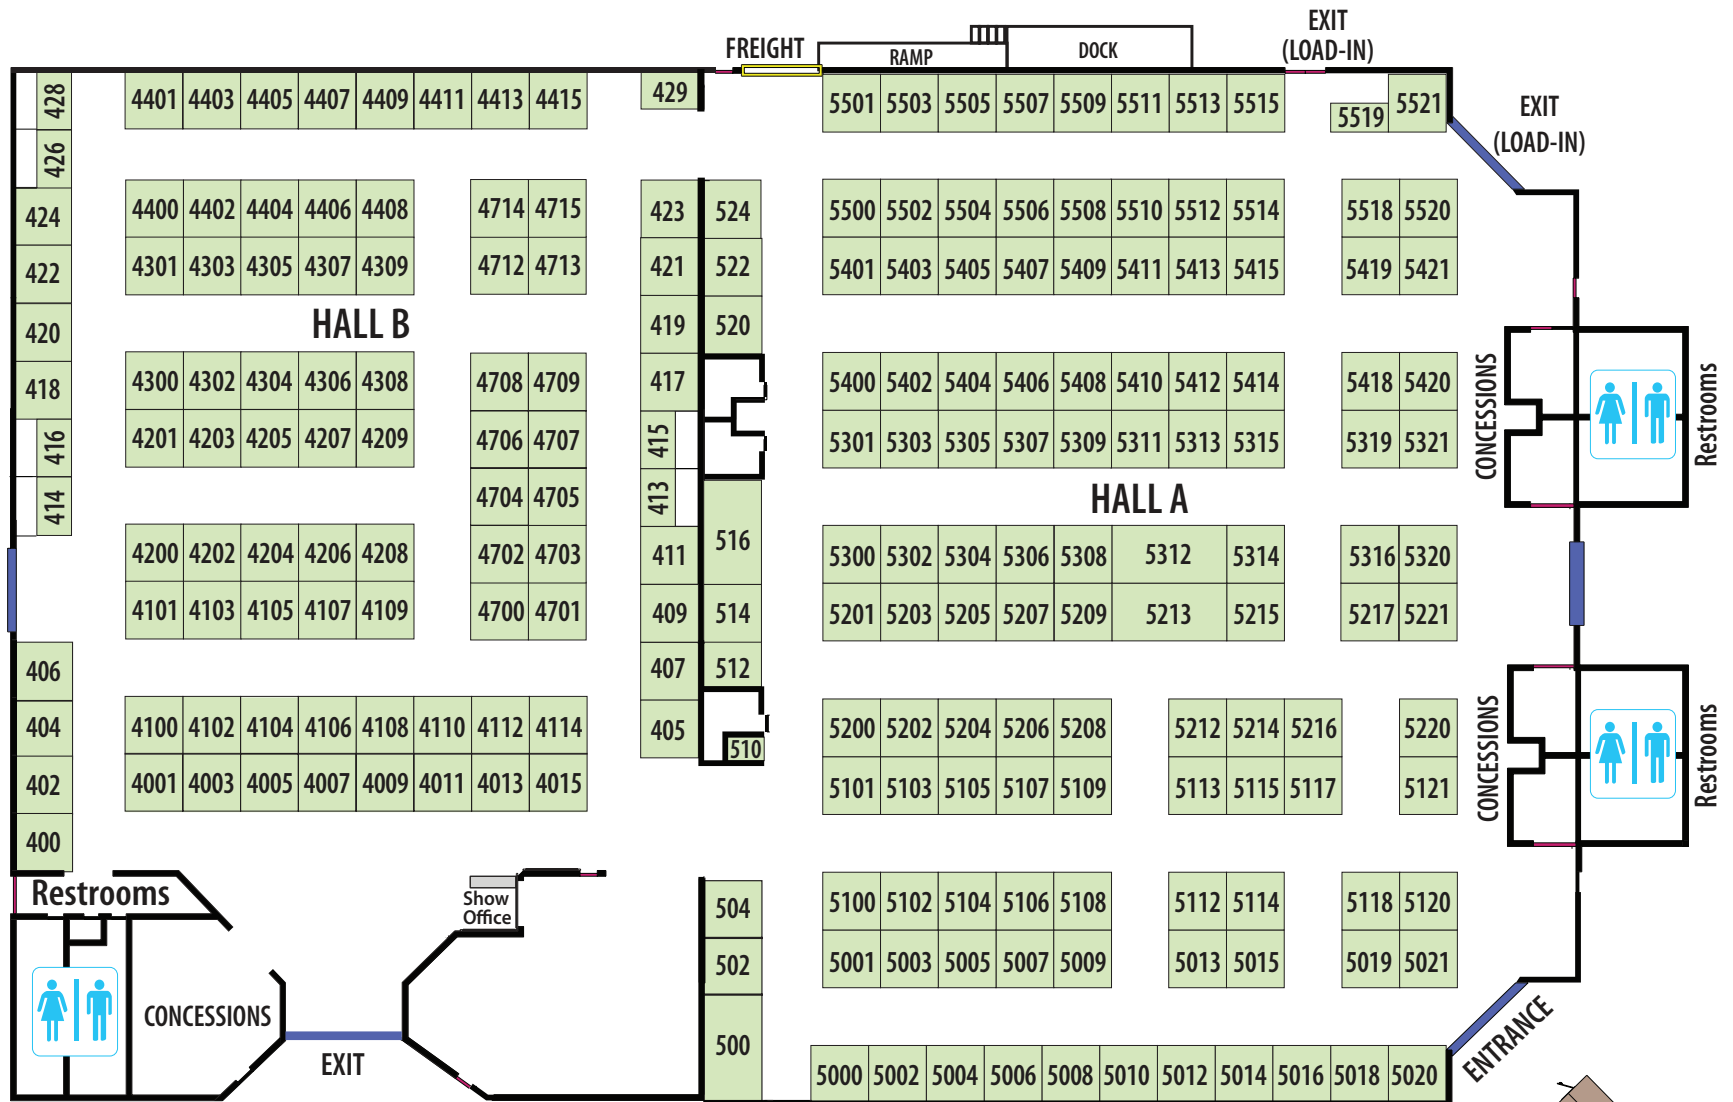 EXIT
(LOAD-IN)
FREIGHT
RAMP
DOCK
EXIT
(LOAD-IN)
428
4401 4403 4405 4407 4409 4411 4413 4415
429
5501 5503 5505 5507 5509 5511 5513 5515
5519
5521
426
424
4400 4402 4404 4406 4408
4714 4715
423
524
5500 5502 5504 5506 5508 5510 5512 5514
5518 5520
422
4301 4303 4305 4307 4309
4712 4713
421
522
5401 5403 5405 5407 5409 5411 5413 5415
5419 5421
HALL B
420
419
520
418
4300 4302 4304 4306 4308
4708 4709
417
5400 5402 5404 5406 5408 5410 5412 5414
5418 5420
CONCESSIONS
Restrooms
416
4201 4203 4205 4207 4209
4706 4707
415
5301 5303 5305 5307 5309 5311 5313 5315
5319 5321
414
4704 4705
413
HALL A
516
4200 4202 4204 4206 4208
4702 4703
411
5300 5302 5304 5306 5308 5312 5314
5316 5320
4101 4103 4105 4107 4109
4700 4701
409
514
5201 5203 5205 5207 5209 5213 5215
5217 5221
406
407
512
404
4100 4102 4104 4106 4108 4110 4112 4114
405
510
5200 5202 5204 5206 5208
5212 5214 5216
5220
CONCESSIONS
Restrooms
402
4001 4003 4005 4007 4009 4011 4013 4015
5101 5103 5105 5107 5109
5113 5115 5117
5121
400
Restrooms
Show
Office
504
5100 5102 5104 5106 5108
5112 5114
5118 5120
502
5001 5003 5005 5007 5009
5013 5015
5019 5021
CONCESSIONS
EXIT
500
5000 5002 5004 5006 5008 5010 5012 5014 5016 5018 5020
ENTRANCE